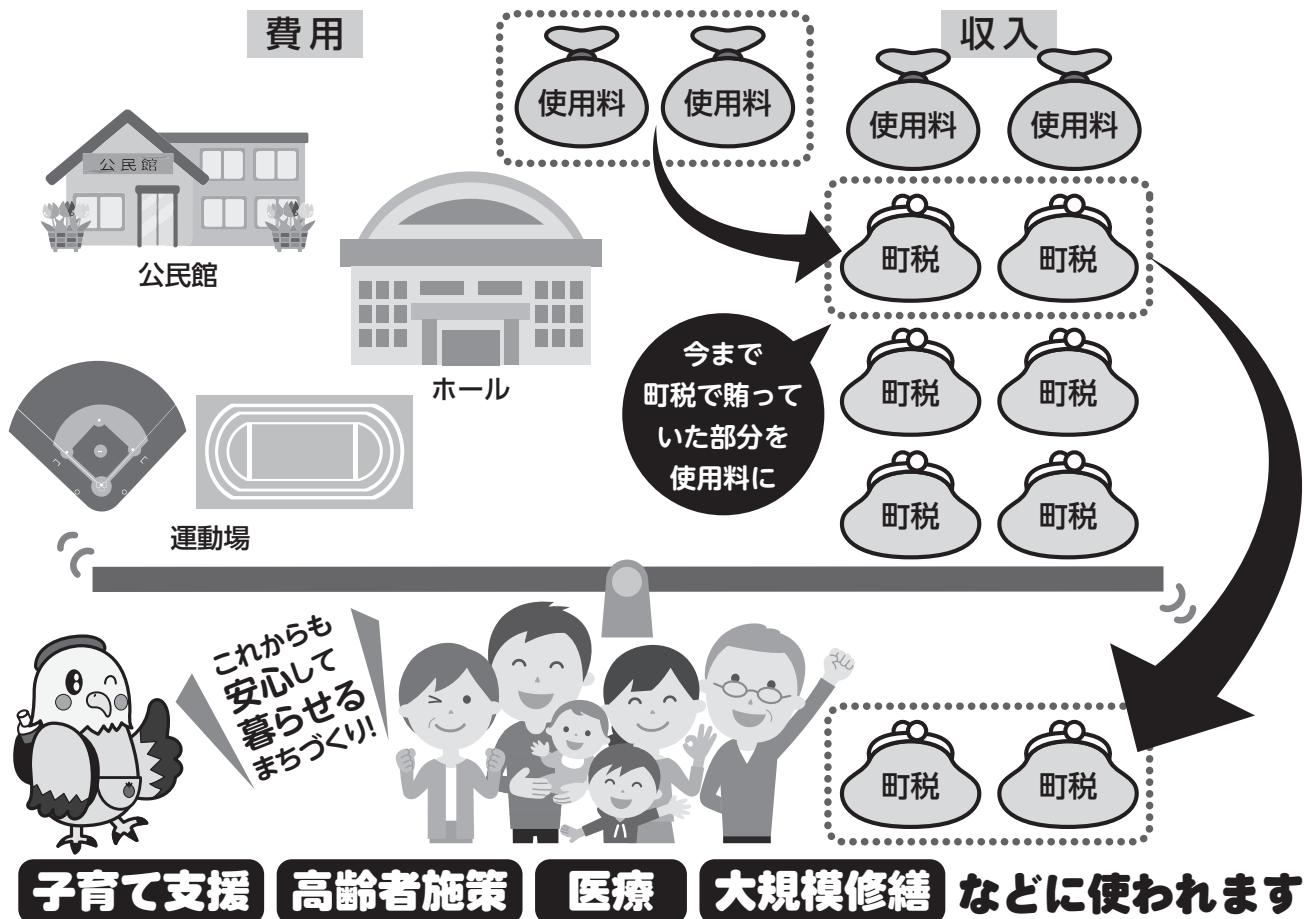 費用
収入
使用料 使用料
使用料 使用料
公民館
公民館
町税 町税
ホール
今まで
町税で賄って
いた部分を
使用料に
町税 町税
町税 町税
運動場
これからも
安心して
暮らせる
まちづくり!
町税 町税
子育て支援 高齢者施策 医療 大規模修繕 などに使われます